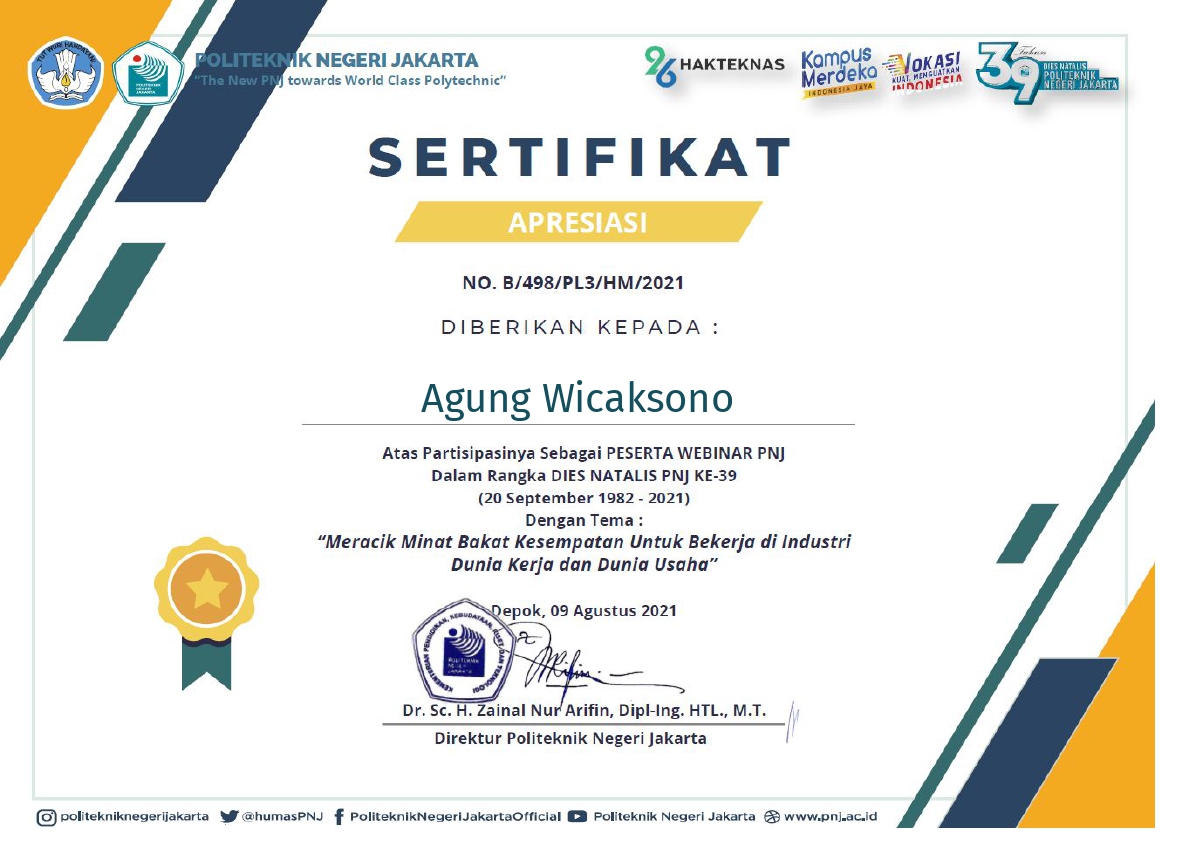 TUT WURI HANDAYANI
POLITEKNIK NEGERI JAKARTA
POLITEKNIK NEGERI JAKARTA
"The New PNJ towards World Class Polytechnic"
26 HAKTEKNAS
Kampus Merdeka
INDONESIA JAYA
VOKASI
KUAT, MENGUATKAN
INDONESIA
39 Tahun
DIES NATALIS
POLITEKNIK
NEGERI JAKARTA
SERTIFIKAT
APRESIASI
NO. B/498/PL3/HM/2021
DIBERIKAN KEPADA :
Agung Wicaksono
Atas Partisipasinya Sebagai PESERTA WEBINAR PNJ
Dalam Rangka DIES NATALIS PNJ KE-39
(20 September 1982 - 2021)
Dengan Tema :
“Meracik Minat Bakat Kesempatan Untuk Bekerja di Industri
Dunia Kerja dan Dunia Usaha”
Depok, 09 Agustus 2021
KEMENTERIAN PENDIDIKAN, KEBUDAYAAN, RISET, DAN TEKNOLOGI
POLITEKNIK
NEGERI
JAKARTA
Dr. Sc. H. Zainal Nur Arifin, Dipl-Ing. HTL., M.T.
Direktur Politeknik Negeri Jakarta
politekniknegerijakarta @humasPNJ PoliteknikNegeriJakartaOfficial Politeknik Negeri Jakarta www.pnj.ac.id